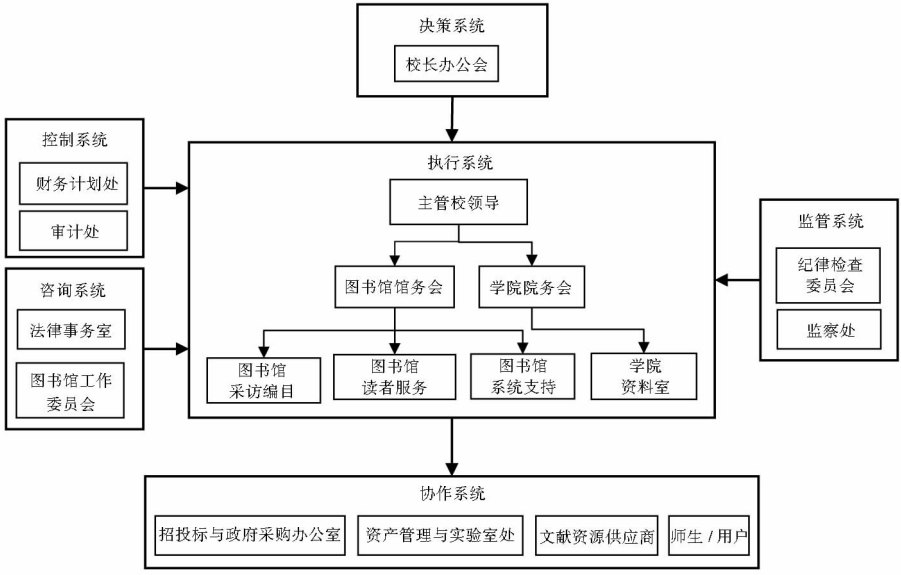 决策系统
校长办公会
控制系统
财务计划处
审计处
咨询系统
法律事务室
图书馆工作
委员会
执行系统
主管校领导
图书馆馆务会
学院院务会
图书馆
采访编目
图书馆
读者服务
图书馆
系统支持
学院
资料室
监管系统
纪律检查
委员会
监察处
协作系统
招投标与政府采购办公室
资产管理与实验室处
文献资源供应商
师生/用户